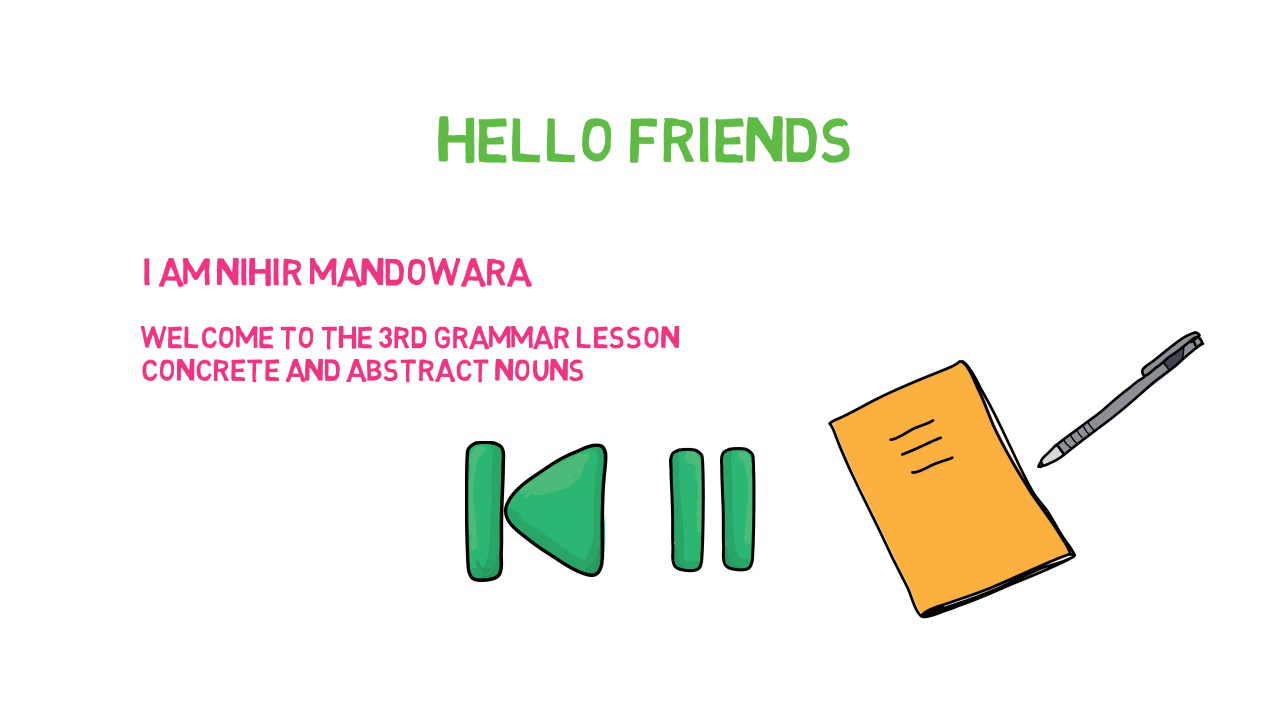 HELLO FRIENDS
I AM NIHIR MANDOWARA
WELCOME TO THE 3RD GRAMMAR LESSON
CONCRETE AND ABSTRACT NOUNS